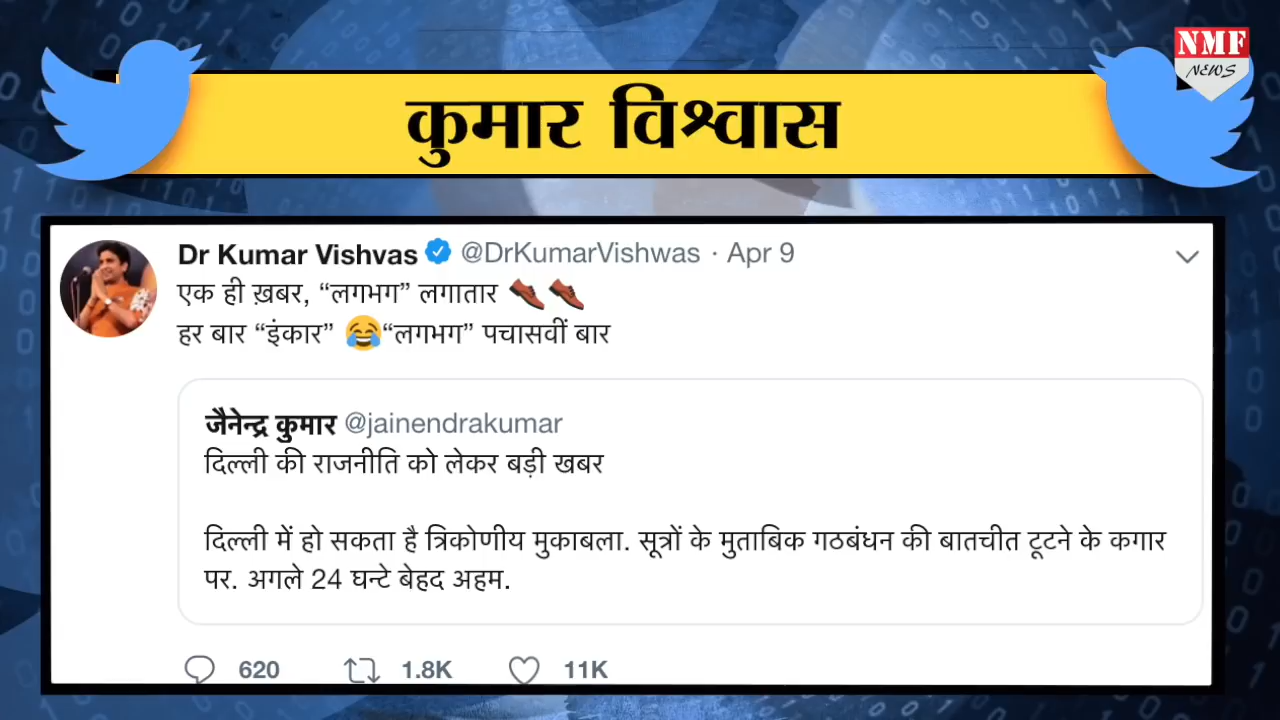 NMF
NEWS
कुमार विश्वास
Dr Kumar Vishvas @DrKumarVishwas · Apr 9
एक ही ख़बर, “लगभग” लगातार 👞👞
हर बार “इंकार” 😂“लगभग” पचासवीं बार
जैनेन्द्र कुमार @jainendrakumar
दिल्ली की राजनीति को लेकर बड़ी खबर
दिल्ली में हो सकता है त्रिकोणीय मुकाबला. सूत्रों के मुताबिक गठबंधन की बातचीत टूटने के कगार
पर. अगले 24 घन्टे बेहद अहम.
620 1.8K 11K